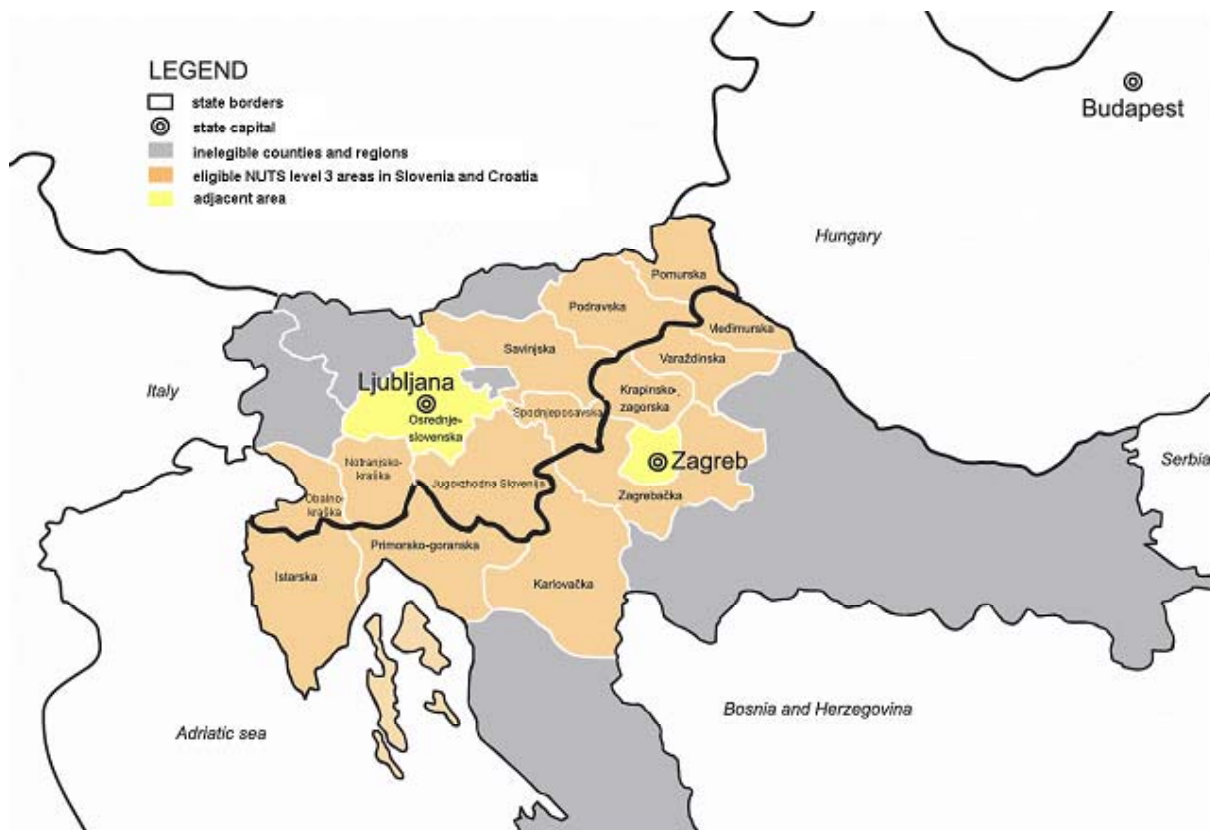 LEGEND
state borders
state capital
inelegible counties and regions
eligible NUTS level 3 areas in Slovenia and Croatia
adjacent area
Budapest
Hungary
Pomurska
Podravska
Međimurska
Savinjska
Varaždinska
Italy
Ljubljana
Krapinsko-
zagorska
Spodnjeposavska
Osrednje-
slovenska
Zagreb
Serbia
Notranjsko-
kraška
Jugovzhodna Slovenija
Zagrebačka
Obalno-
kraška
Primorsko-goranska
Istarska
Karlovačka
Bosnia and Herzegovina
Adriatic sea